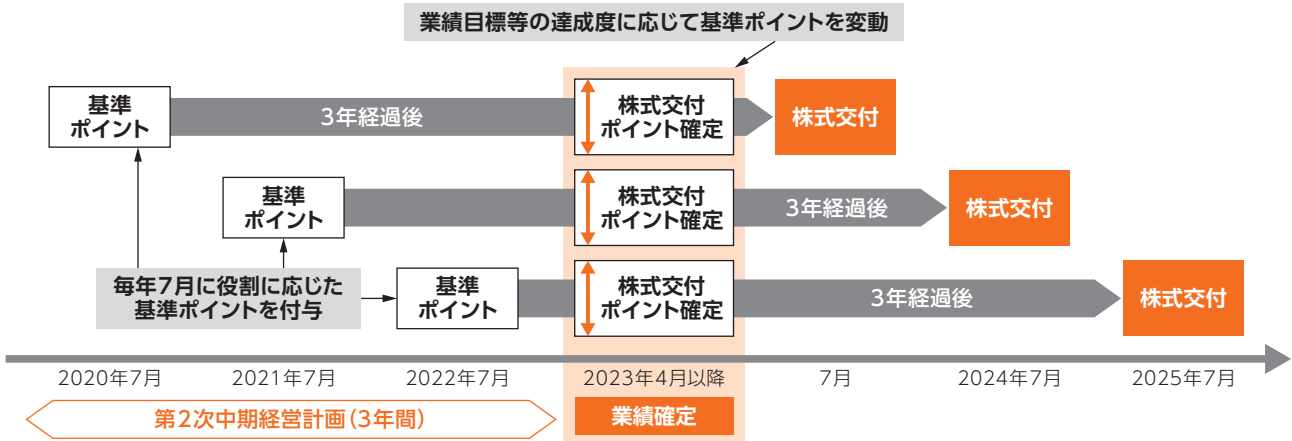 業績目標等の達成度に応じて基準ポイントを変動
基準
ポイント
3年経過後
株式交付
ポイント確定
株式交付
基準
ポイント
株式交付
ポイント確定
3年経過後
株式交付
毎年7月に役割に応じた
基準ポイントを付与
基準
ポイント
株式交付
ポイント確定
3年経過後
株式交付
2020年7月
2021年7月
2022年7月
2023年4月以降
7月
2024年7月
2025年7月
第2次中期経営計画(3年間)
業績確定